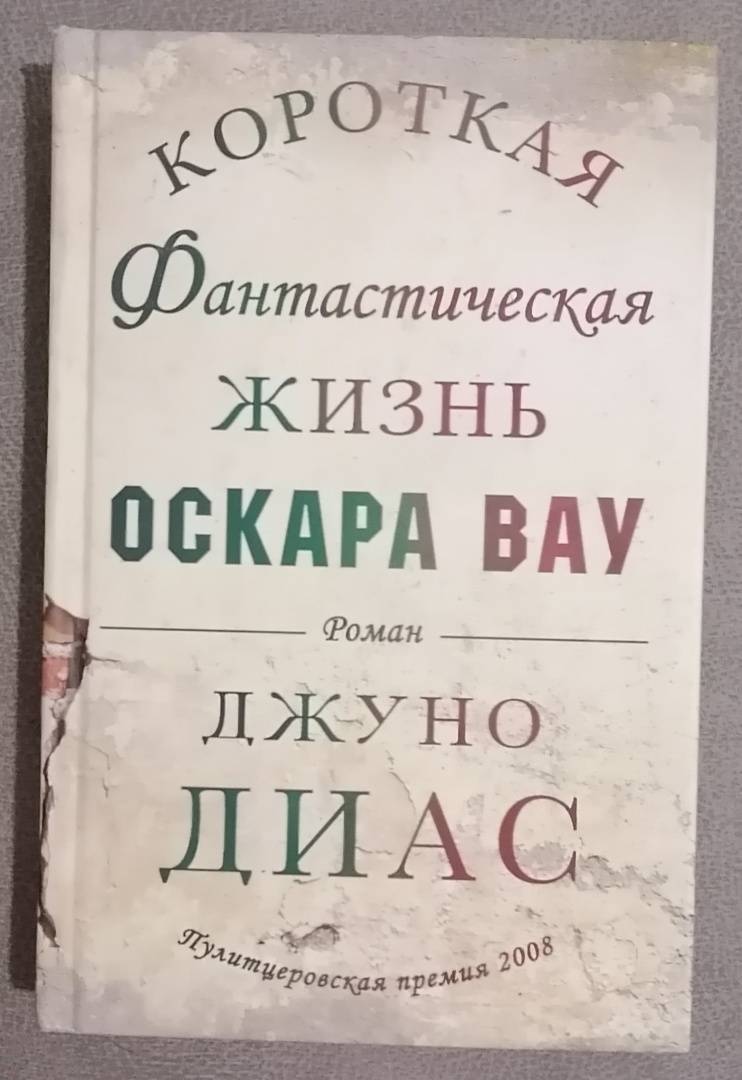 КОРОТКАЯ
Фантастическая
ЖИЗНЬ
ОСКАРА ВАУ
Роман
ДЖУНО
ДИАС
Пулитцеровская премия 2008